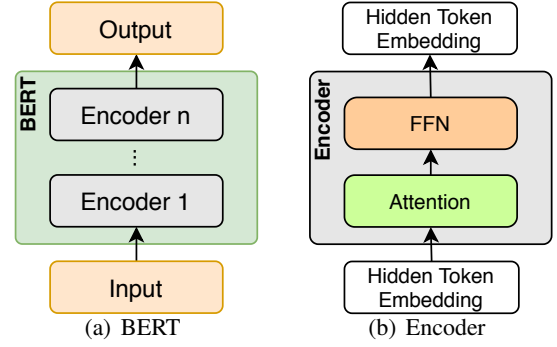 Output
BERT
Encoder n
...
Encoder 1
Input
(a) BERT
Hidden Token
Embedding
Encoder
FFN
Attention
Hidden Token
Embedding
(b) Encoder